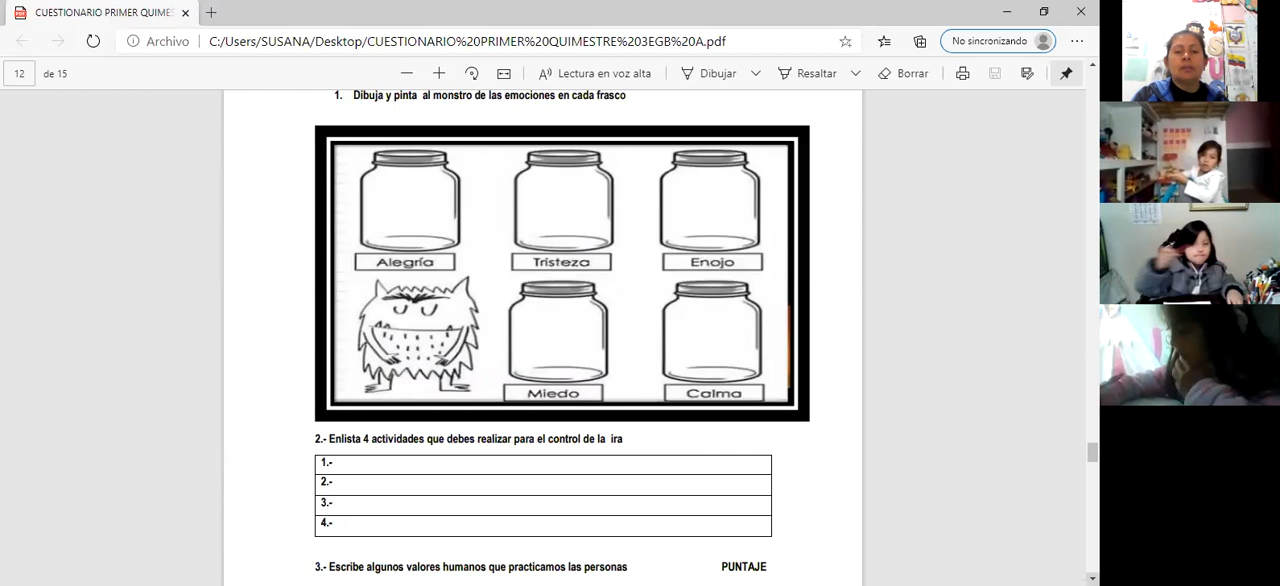 CUESTIONARIO PRIMER QUIMES
Archivo
C:/Users/SUSANA/Desktop/CUESTIONARIO%20PRIMER%20QUIMESTRE%203EGB%20A.pdf
No sincronizando
12
de 15
Lectura en voz alta
Dibujar
Resaltar
Borrar
1. Dibuja y pinta al monstro de las emociones en cada frasco
Alegría
Tristeza
Enojo
Miedo
Calma
2.- Enlista 4 actividades que debes realizar para el control de la ira
1.-
2.-
3.-
4.-
3.- Escribe algunos valores humanos que practicamos las personas PUNTAJE